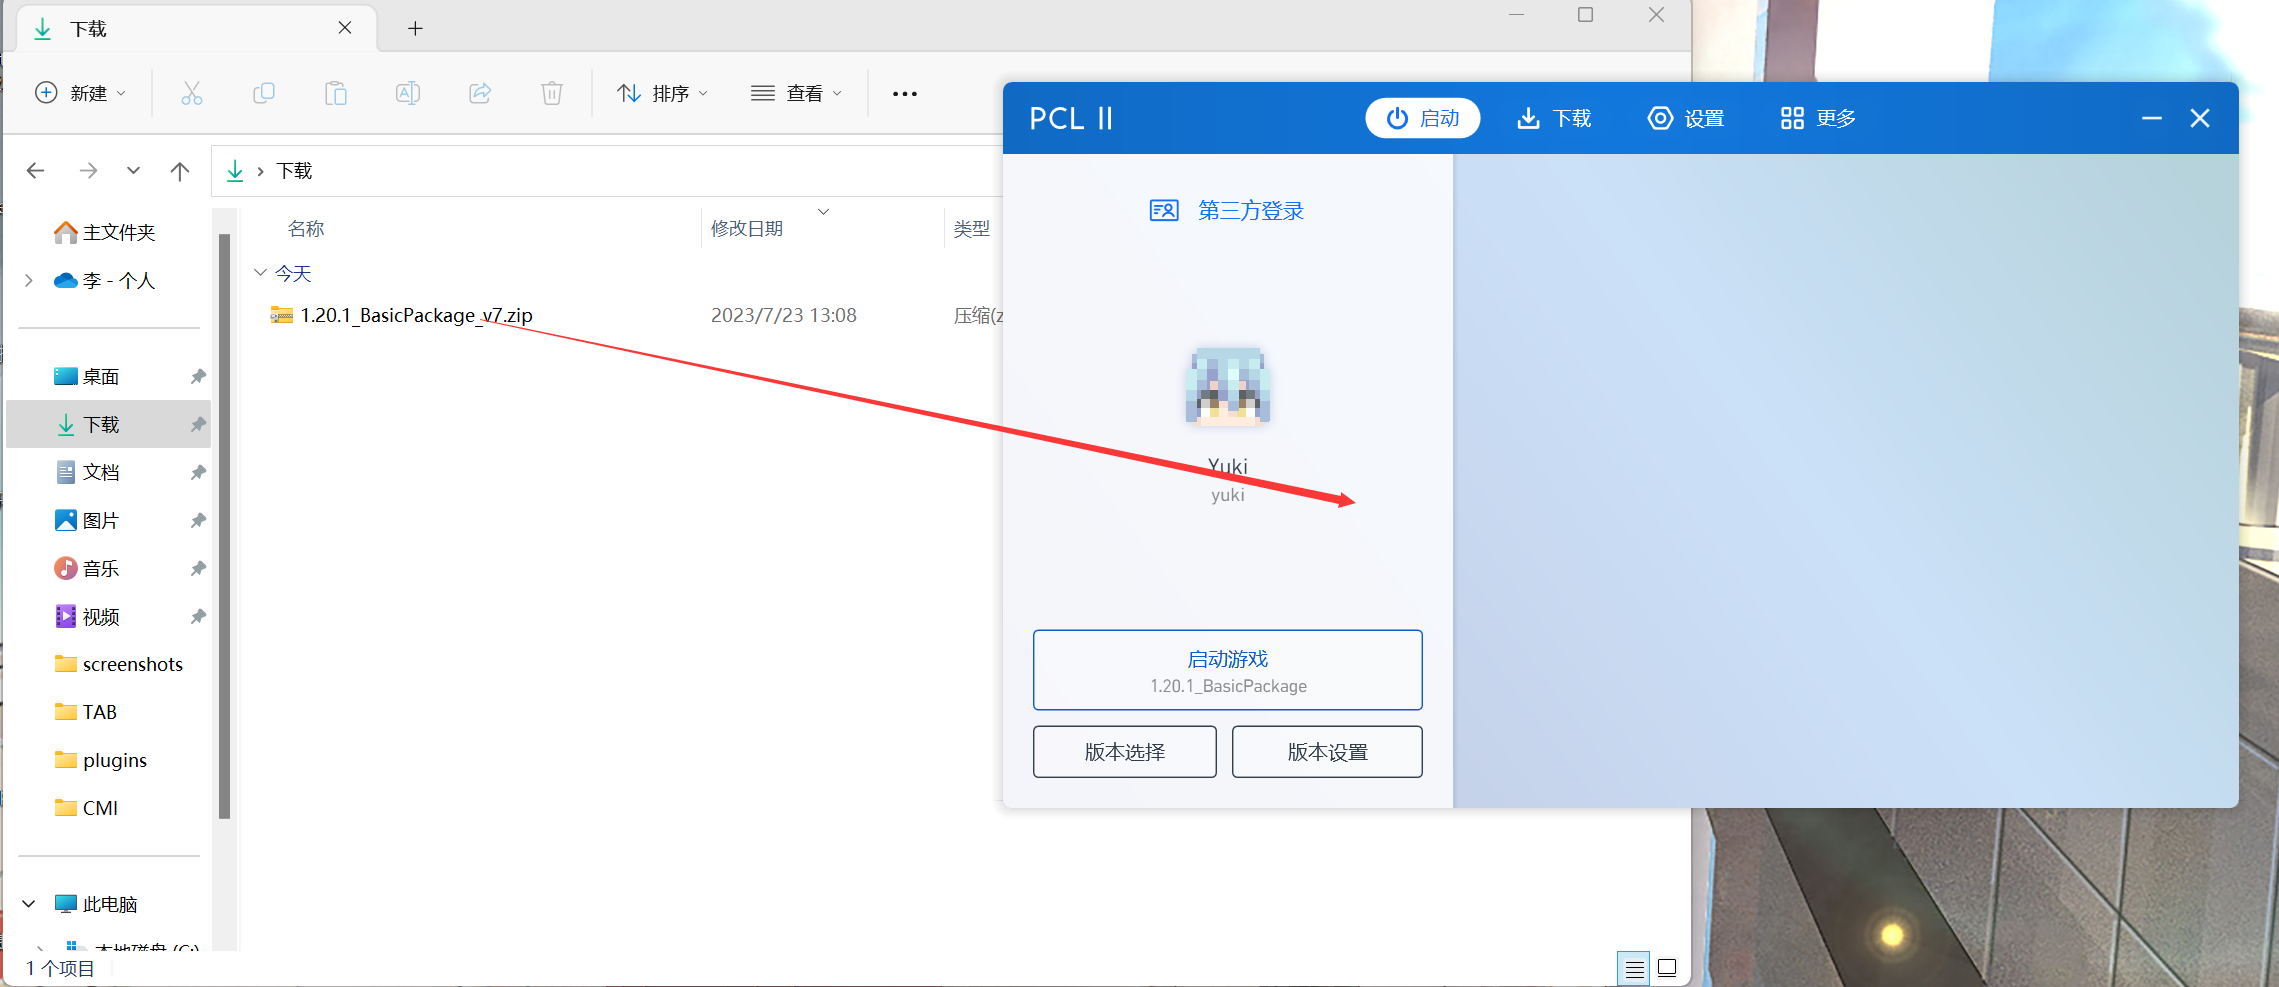 下载
新建
排序
查看
下载
名称
修改日期
类型
今天
1.20.1_BasicPackage_v7.zip
2023/7/23 13:08
压缩(z
主文件夹
李 - 个人
桌面
下载
文档
图片
音乐
视频
screenshots
TAB
plugins
CMI
此电脑
本地磁盘 (C:)
1 个项目
PCL II
启动
下载
设置
更多
第三方登录
Yuki
yuki
启动游戏
1.20.1_BasicPackage
版本选择
版本设置